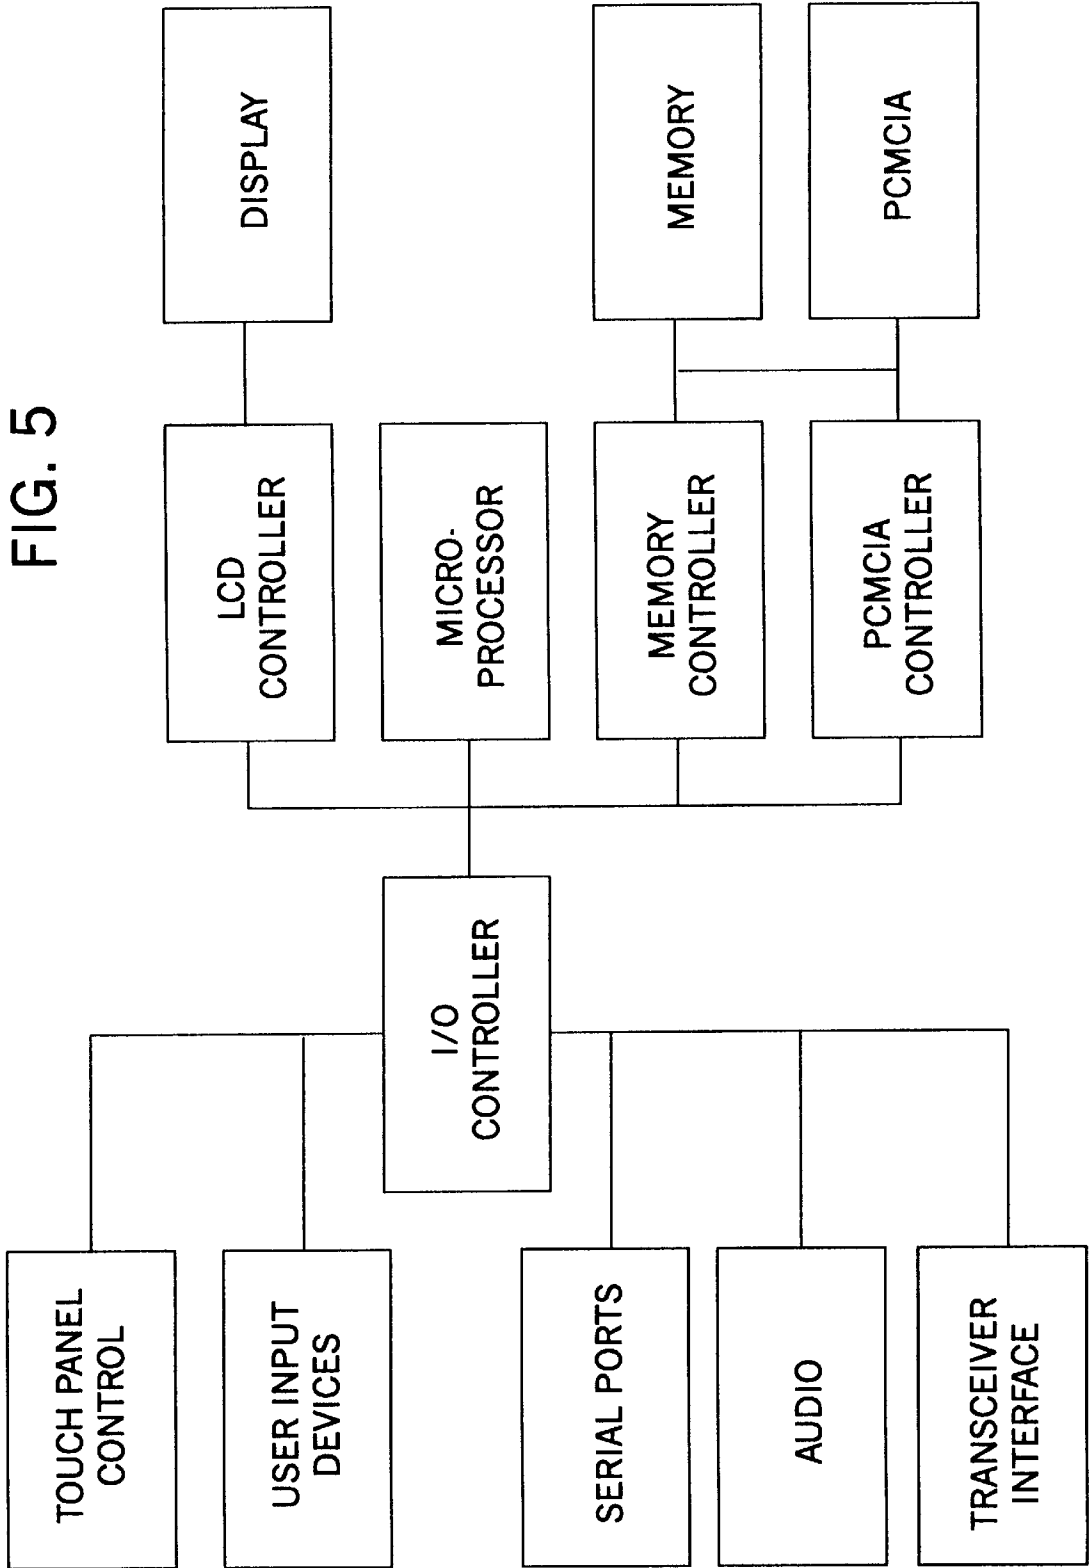 FIG. 5
TOUCH PANEL
CONTROL
USER INPUT
DEVICES
SERIAL PORTS
AUDIO
TRANSCEIVER
INTERFACE
I/O
CONTROLLER
LCD
CONTROLLER
MICRO-
PROCESSOR
MEMORY
CONTROLLER
PCMCIA
CONTROLLER
DISPLAY
MEMORY
PCMCIA